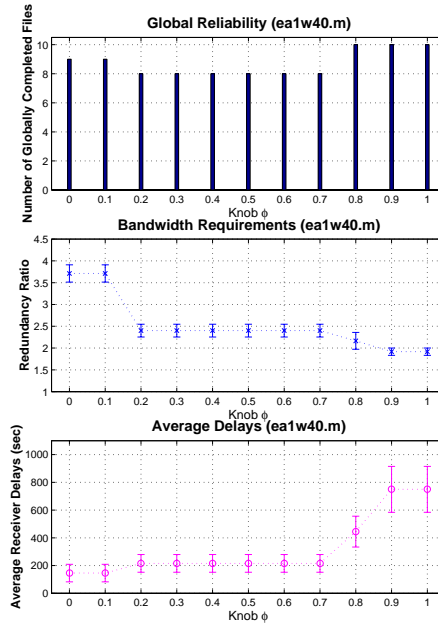 Global Reliability (ea1w40.m)
Number of Globally Completed Files
10
8
6
4
2
0
0 0.1 0.2 0.3 0.4 0.5 0.6 0.7 0.8 0.9 1
Knob ϕ
Bandwidth Requirements (ea1w40.m)
Redundancy Ratio
4.5
4
3.5
3
2.5
2
1.5
1
0 0.1 0.2 0.3 0.4 0.5 0.6 0.7 0.8 0.9 1
Knob ϕ
Average Delays (ea1w40.m)
Average Receiver Delays (sec)
1000
800
600
400
200
0
0 0.1 0.2 0.3 0.4 0.5 0.6 0.7 0.8 0.9 1
Knob ϕ